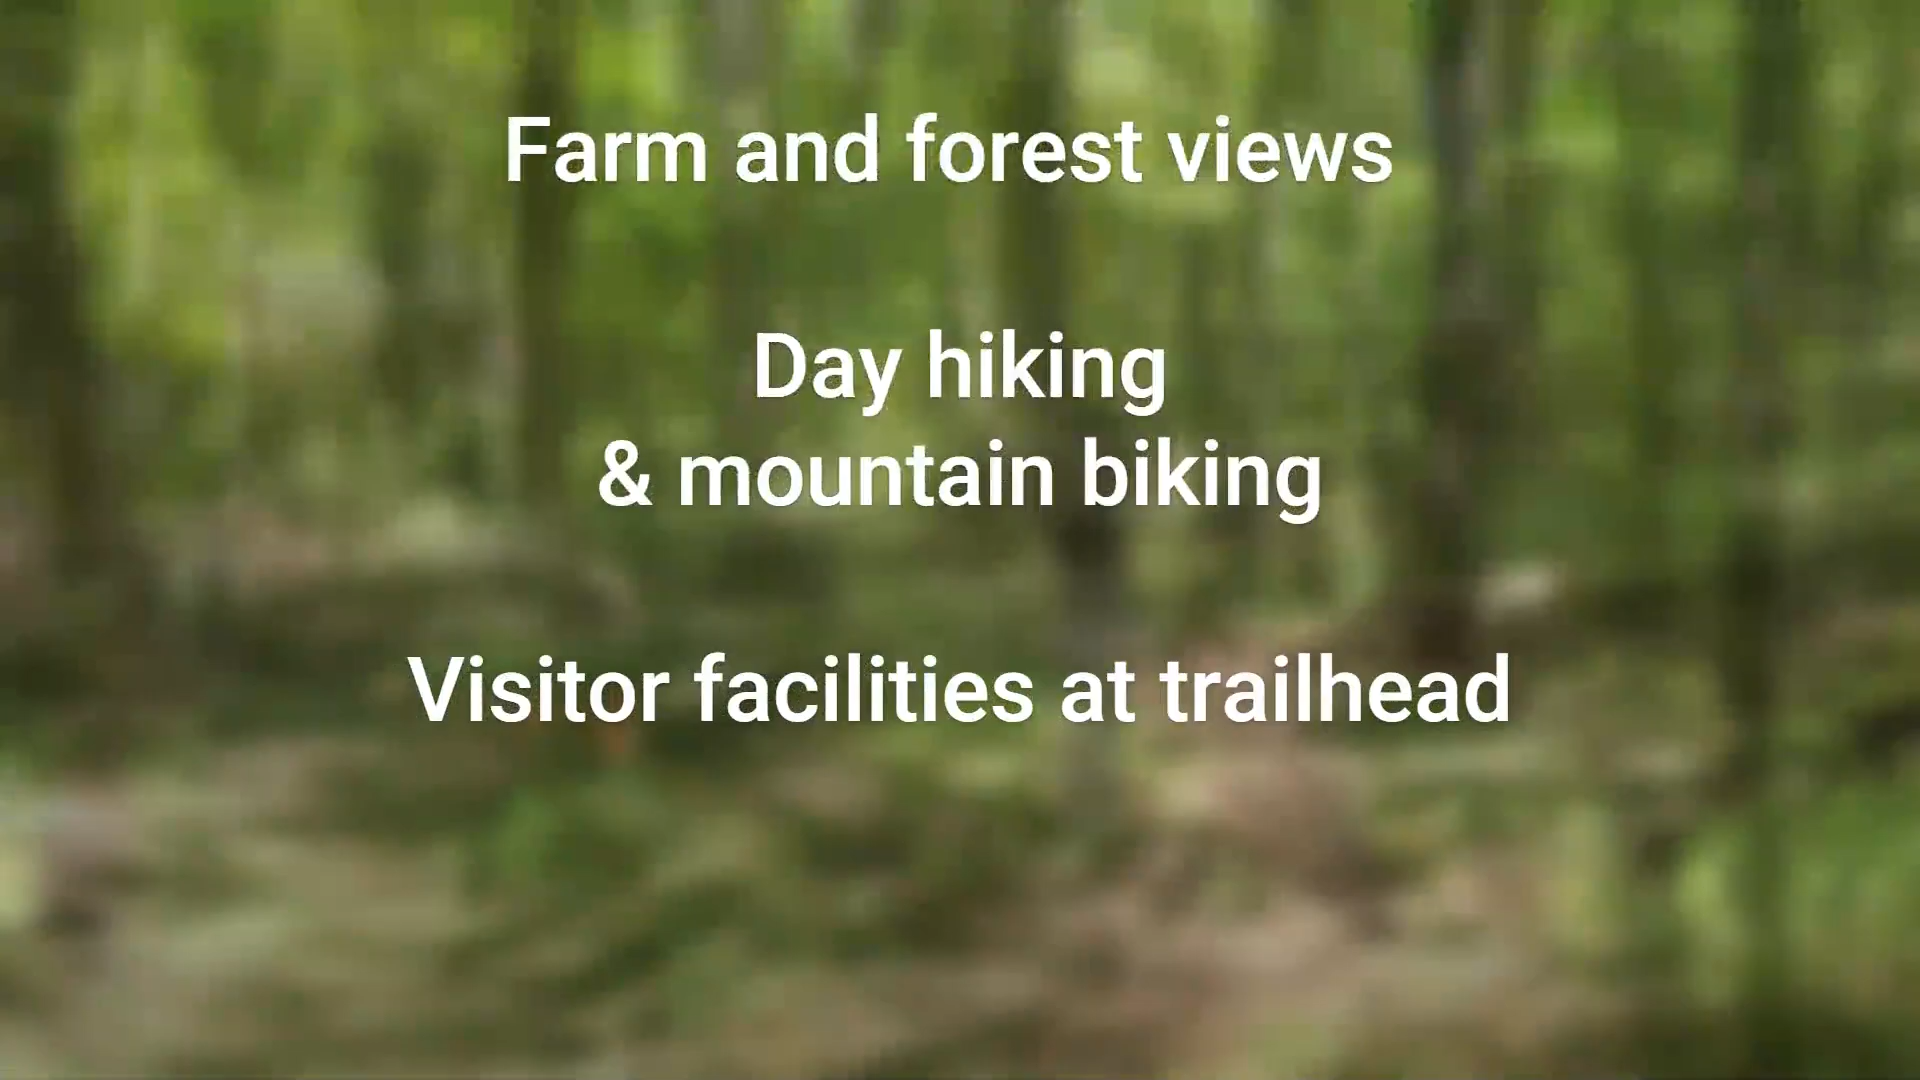 Farm and forest views
Day hiking
& mountain biking
Visitor facilities at trailhead